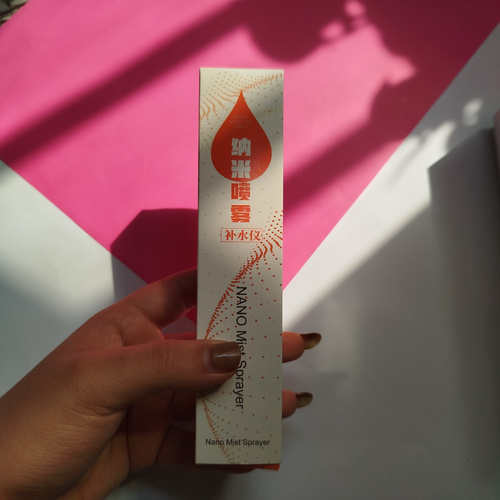 纳米喷雾
补水仪
NANO Mist Sprayer
Nano Mist Sprayer